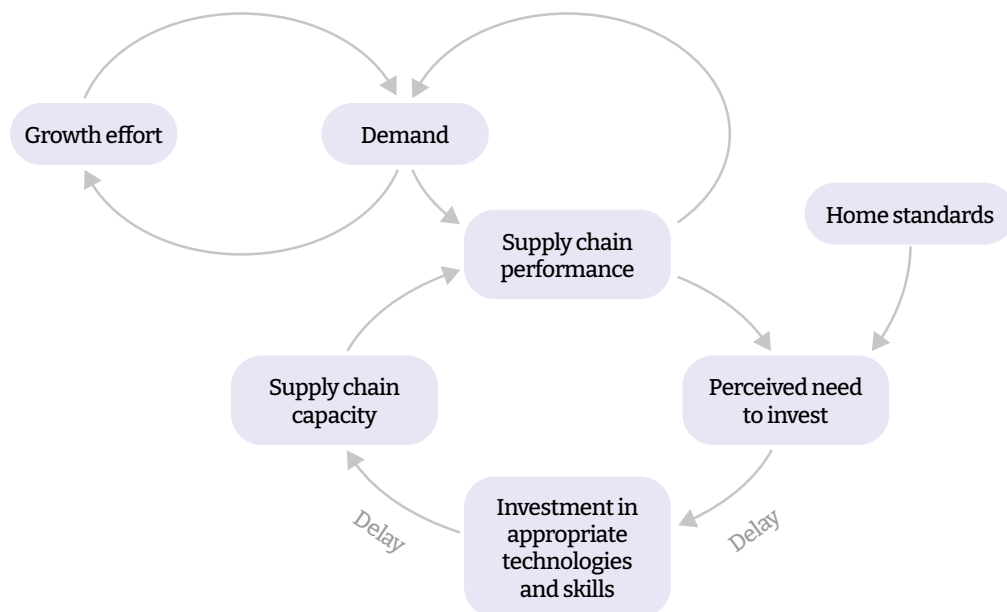 Growth effort
Demand
Supply chain
performance
Home standards
Supply chain
capacity
Perceived need
to invest
Delay
Investment in
appropriate
technologies
and skills
Delay